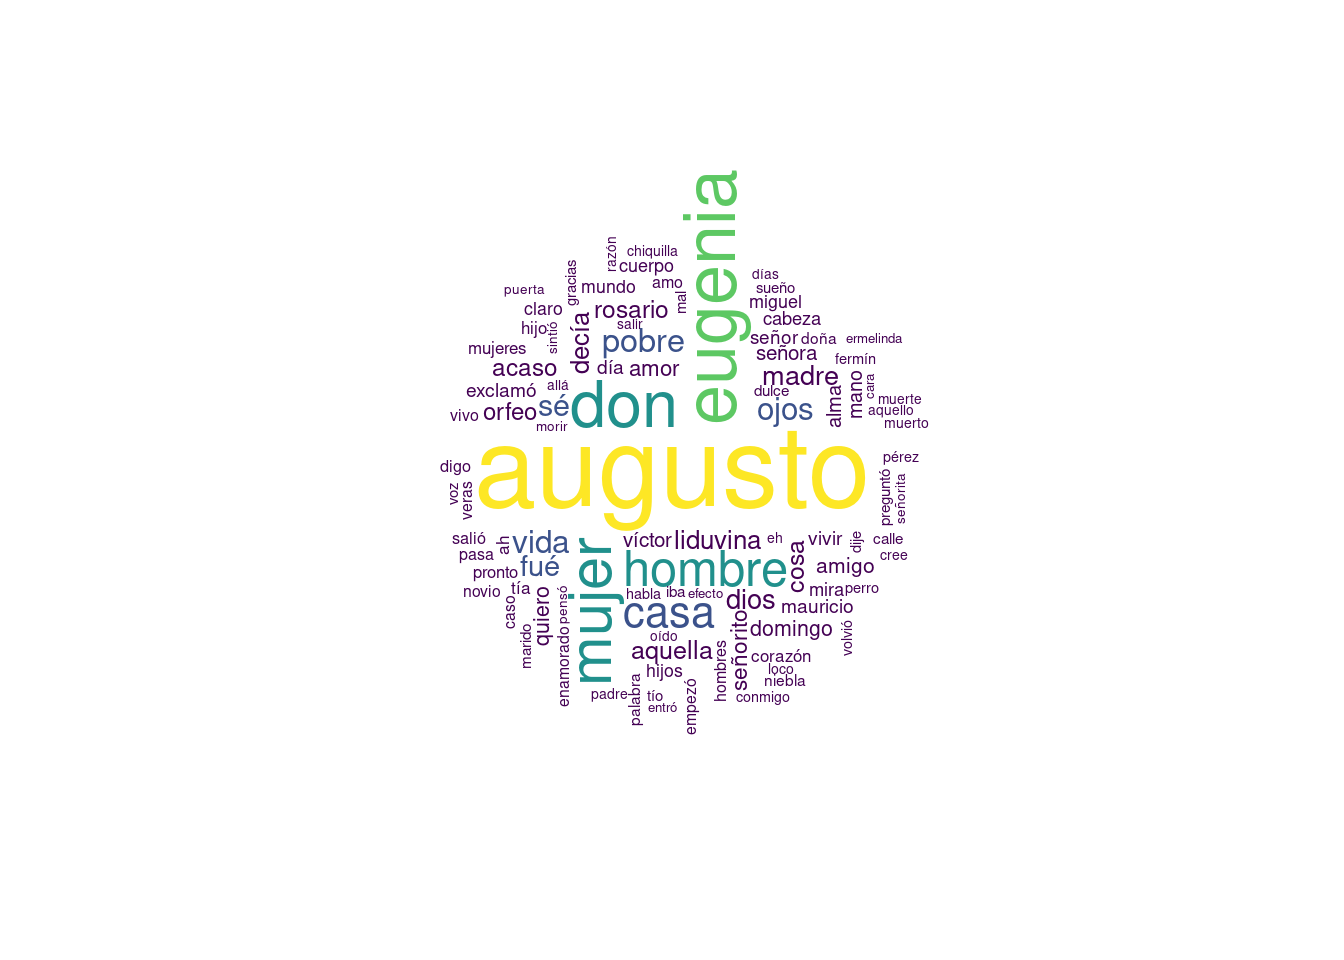 eugenia
razón
chiquilla
cuerpo
gracias
mundo
amo
mal
días
sueño
miguel
puerta
claro
rosario
salir
cabeza
hijo
sintió
decía
pobre
señor
doña
ermelinda
mujeres
señora
fermín
acaso
día
amor
madre
mano
cara
exclamó
allá
dulce
alma
muerte
vivo
orfeo
sé
don
ojos
aquello
morir
muerto
augusto
digo
pérez
voz
veras
preguntó
señorita
salió
ah
vida
víctor
liduvina
eh
vivir
dije
calle
pasa
fué
mujer
hombre
cosa
amigo
cree
pronto
novio
tía
habla
iba
efecto
dios
mira
perro
caso
quiero
pensó
casa
mauricio
marido
enamorado
oído
aquella
señorito
domingo
volvió
hijos
hombres
corazón
loco
niebla
padre
palabra
tío
entró
empezó
conmigo